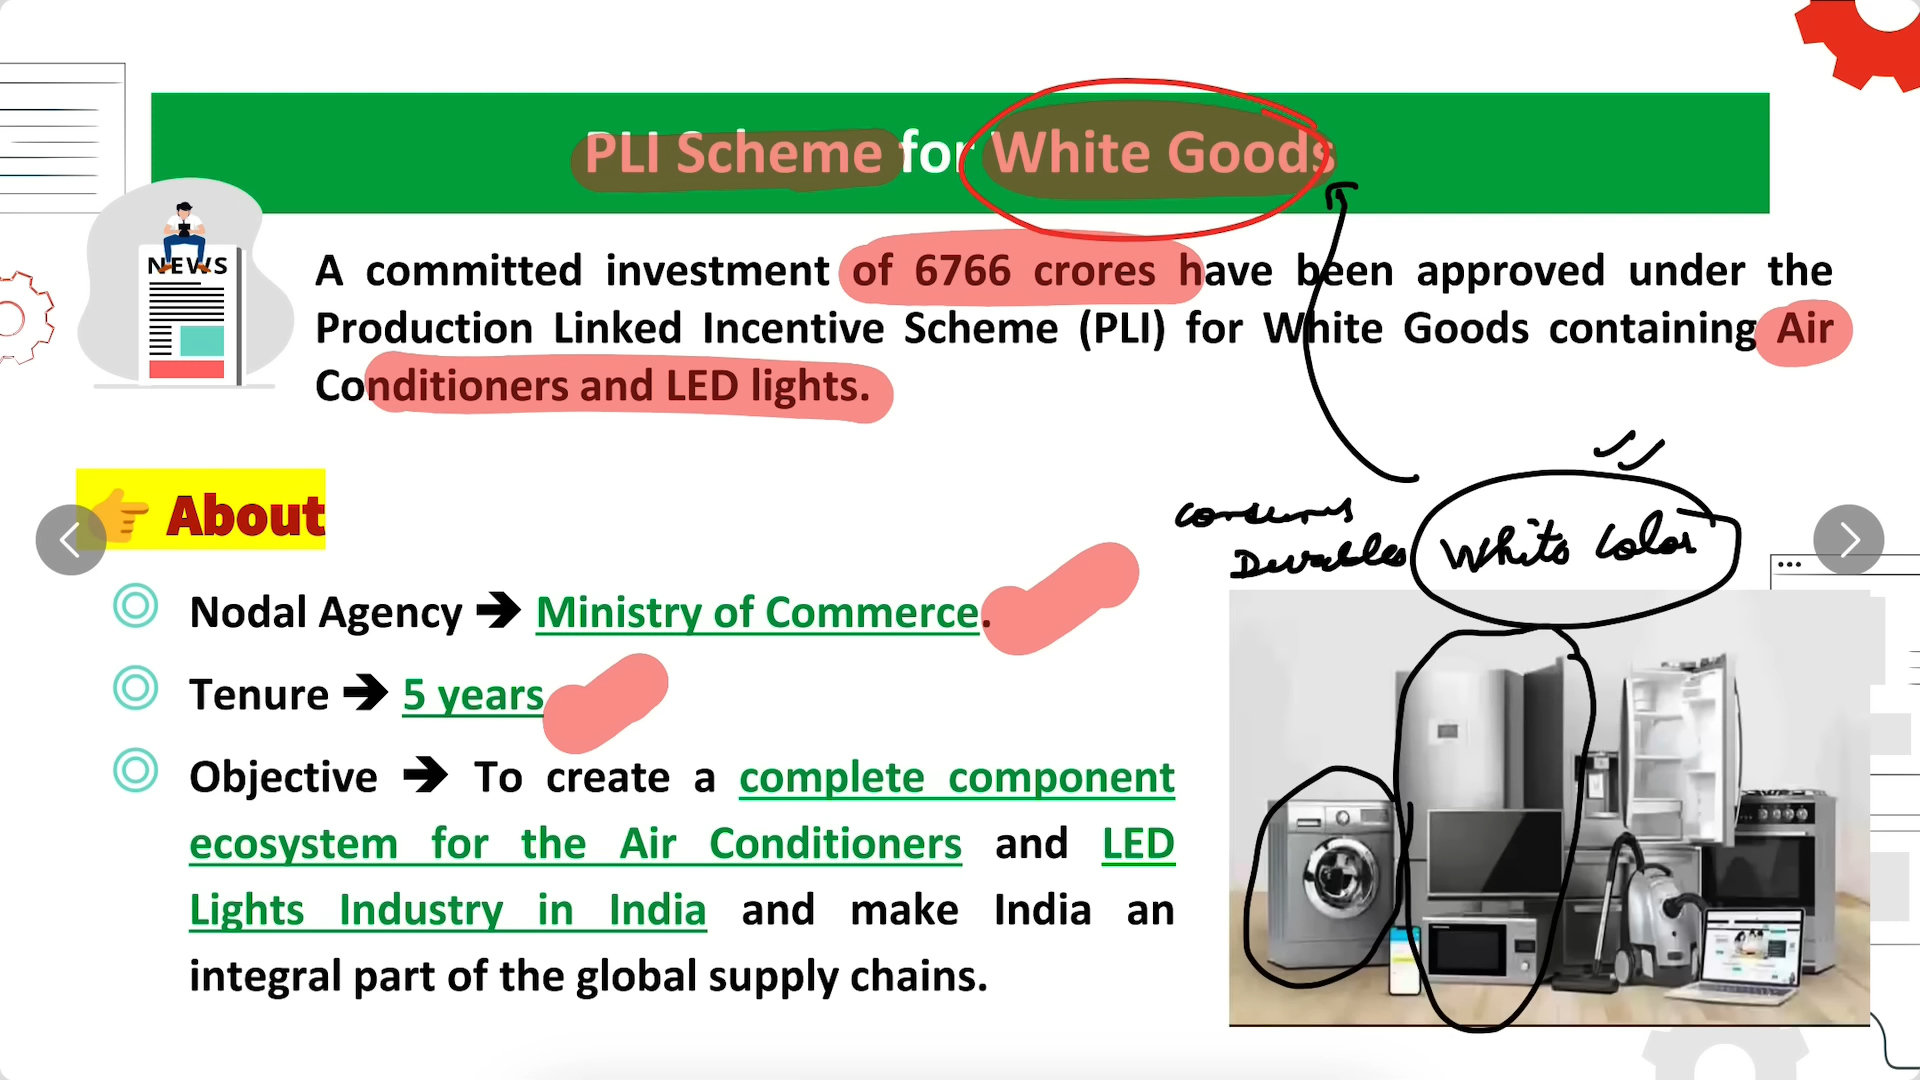 PLI Scheme for White Goods
NEWS
A committed investment of 6766 crores have been approved under the
Production Linked Incentive Scheme (PLI) for White Goods containing Air
Conditioners and LED lights.
👉 About
Nodal Agency ➔ Ministry of Commerce.
Tenure ➔ 5 years
Objective ➔ To create a complete component
ecosystem for the Air Conditioners and LED
Lights Industry in India and make India an
integral part of the global supply chains.
Durables
White Color